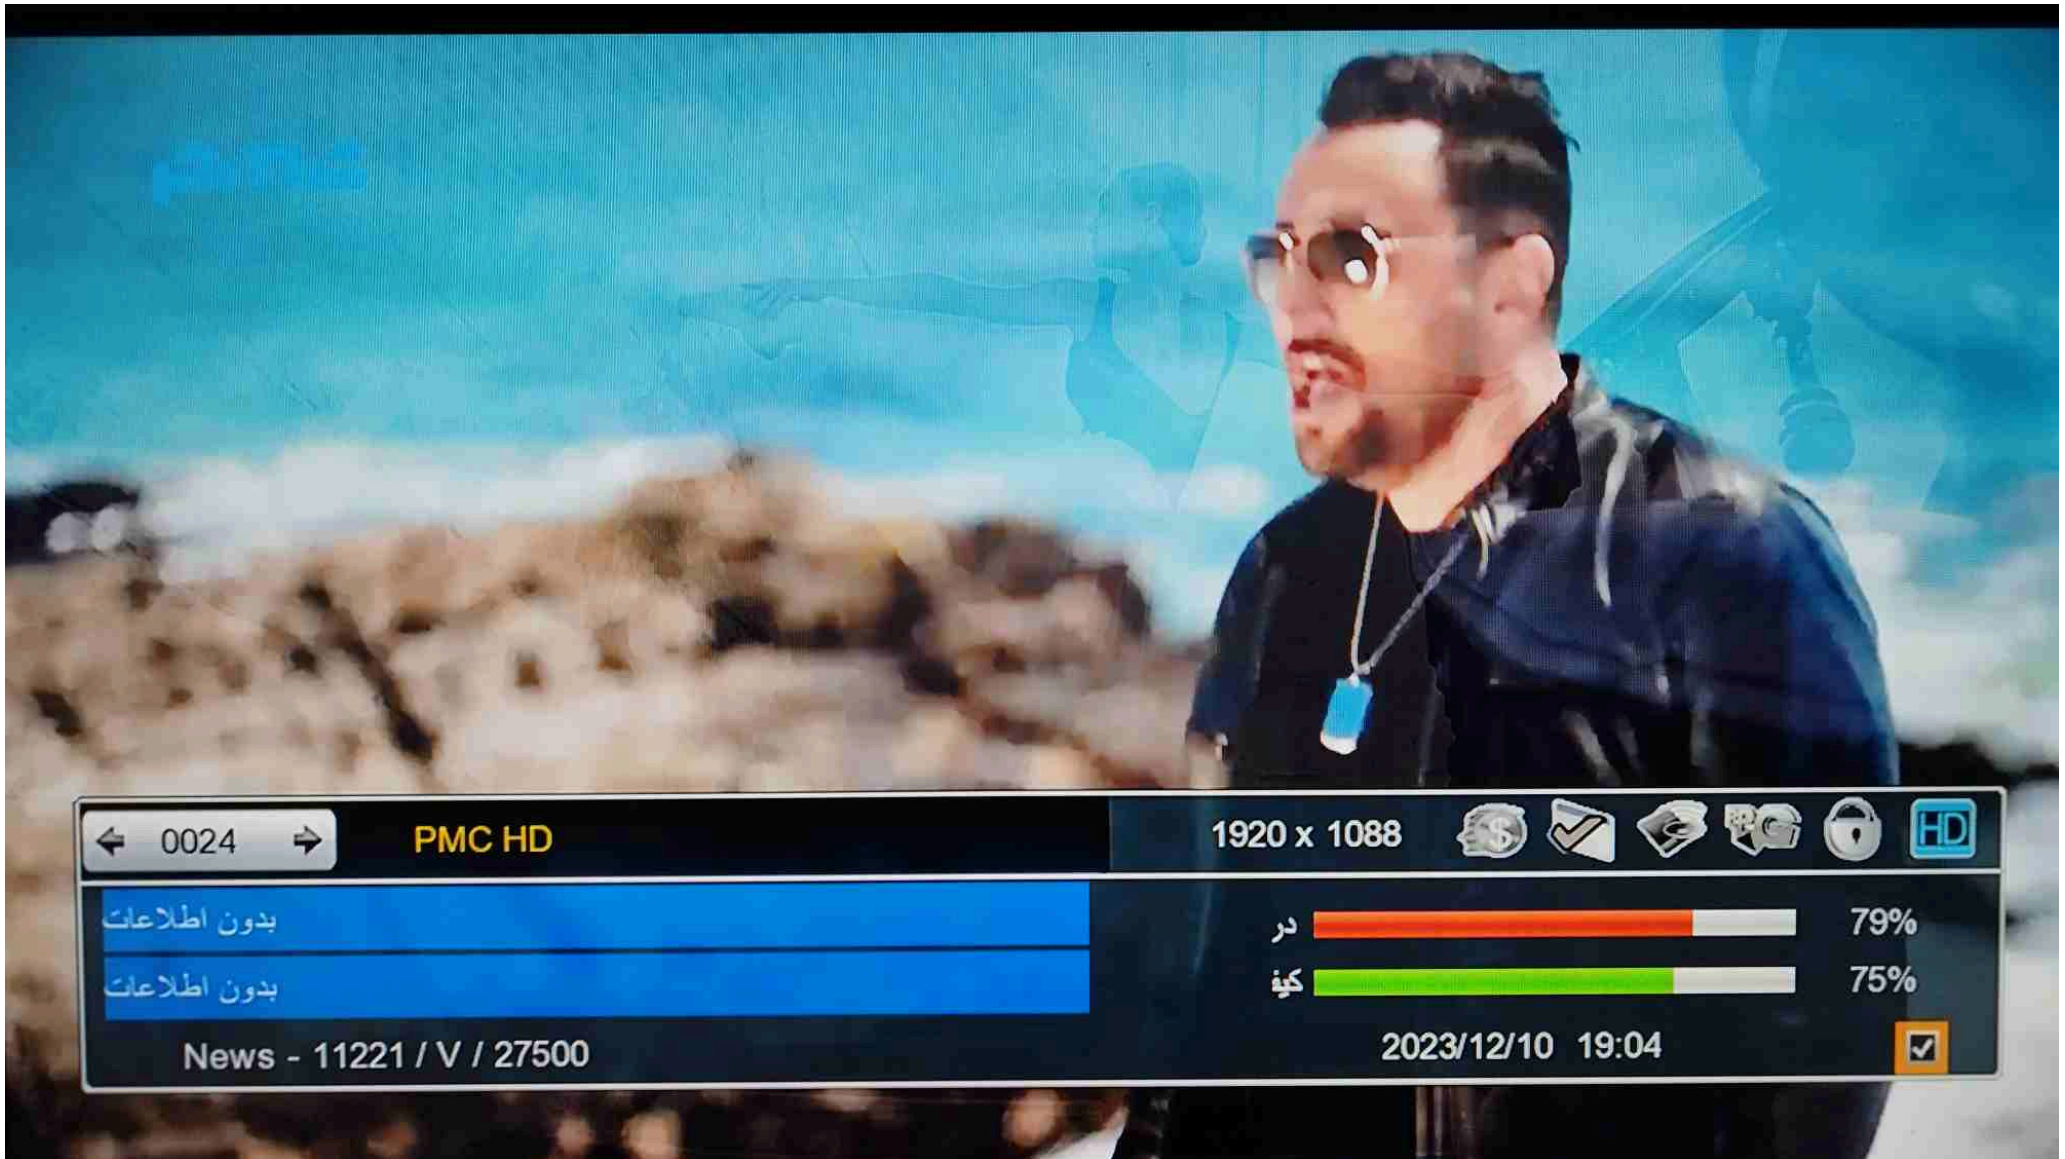 0024 PMC HD 1920 x 1088 HD
بدون اطلاعات
در 79%
بدون اطلاعات
کیف 75%
News - 11221 / V / 27500 2023/12/10 19:04